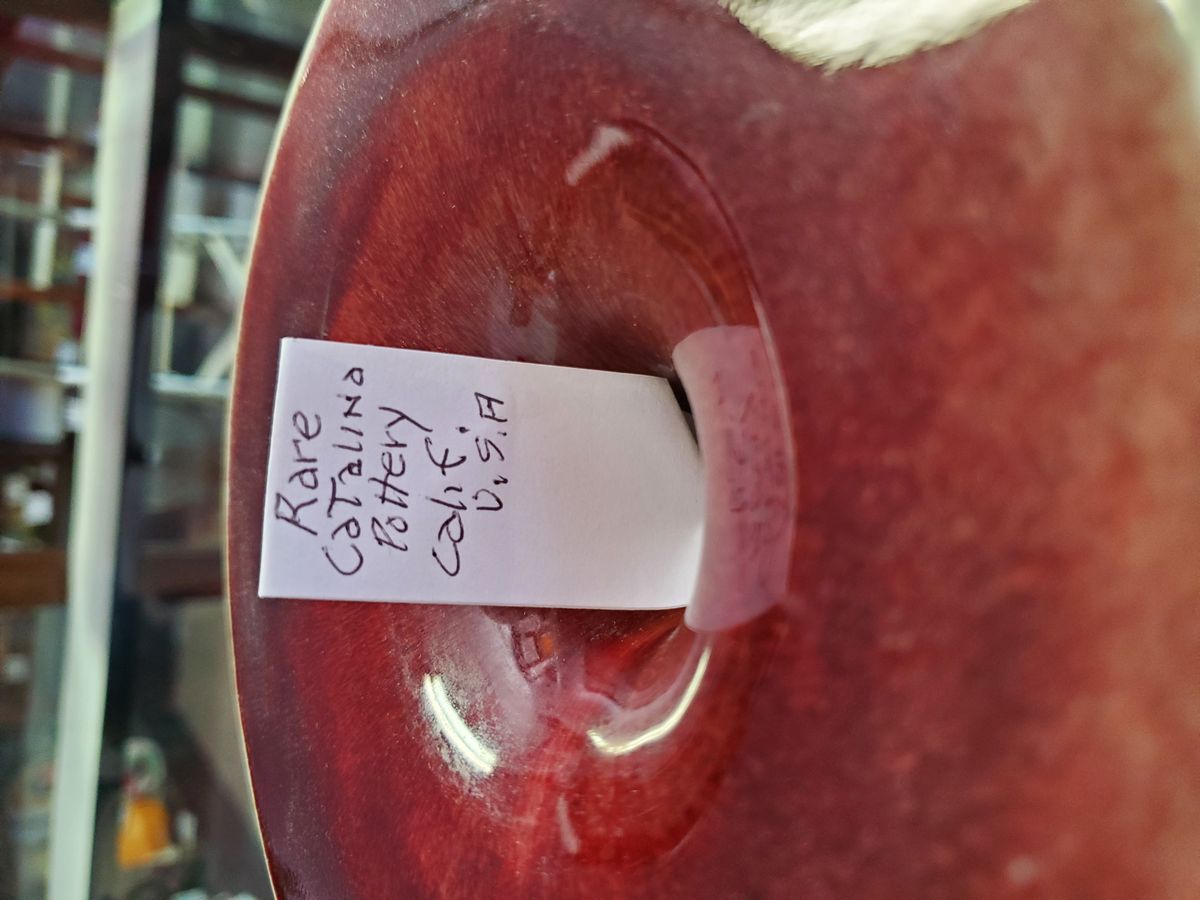 Rare
CaTaLINa
Pottery
Calif.
U.S.A